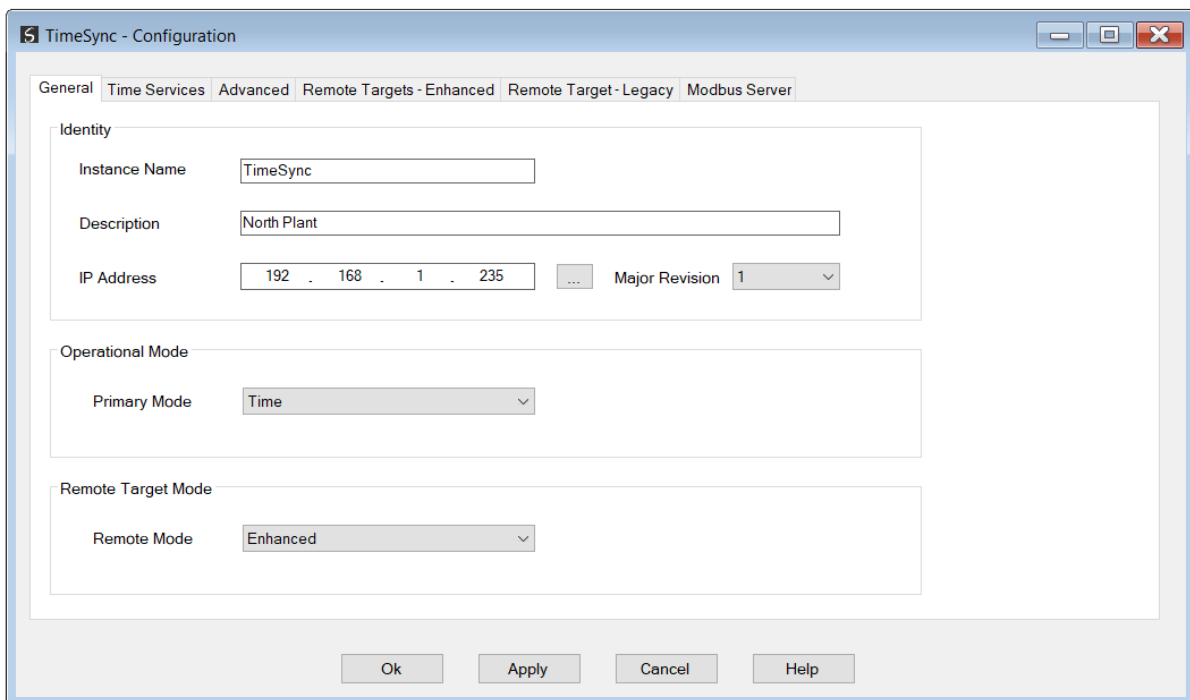 TimeSync - Configuration
General Time Services Advanced Remote Targets - Enhanced Remote Target - Legacy Modbus Server
Identity
Instance Name TimeSync
Description North Plant
IP Address 192 . 168 . 1 . 235 ... Major Revision 1
Operational Mode
Primary Mode Time
Remote Target Mode
Remote Mode Enhanced
Ok Apply Cancel Help